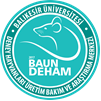 BALIKESİR ÜNİVERSİTESİ
BAUN
DEHAM
DENEY HAYVANLARI ÜRETİM BAKIM VE ARAŞTIRMA MERKEZİ